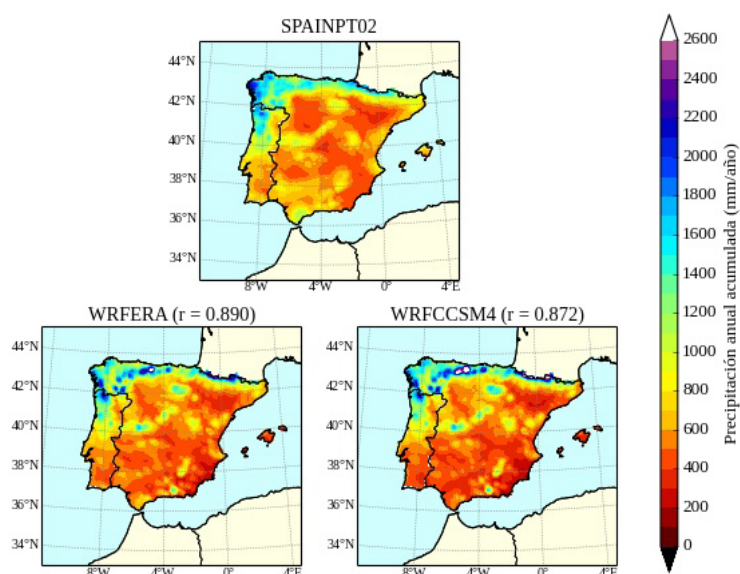 SPAINPT02
44°N
42°N
40°N
38°N
36°N
34°N
8°W 4°W 0° 4°E
WRFERA (r = 0.890)
44°N
42°N
40°N
38°N
36°N
34°N
8°W 4°W 0° 4°E
WRFCCSM4 (r = 0.872)
44°N
42°N
40°N
38°N
36°N
34°N
8°W 4°W 0° 4°E
2600
2400
2200
2000
1800
1600
1400
1200
1000
800
600
400
200
0
Precipitación anual acumulada (mm/año)